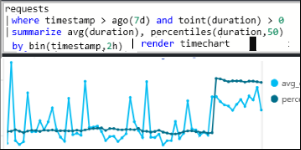 requests
|where timestamp > ago(7d) and toint(duration) > 0
|summarize avg(duration), percentiles(duration,50)
by bin(timestamp,2h) | render timechart
avg_
perce